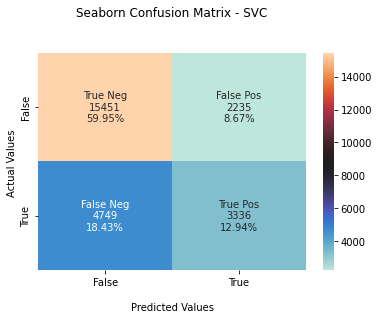 Seaborn Confusion Matrix - SVC
True Neg
15451
59.95%
False Pos
2235
8.67%
False Neg
4749
18.43%
True Pos
3336
12.94%
False
True
Actual Values
False
True
Predicted Values
14000
12000
10000
8000
6000
4000